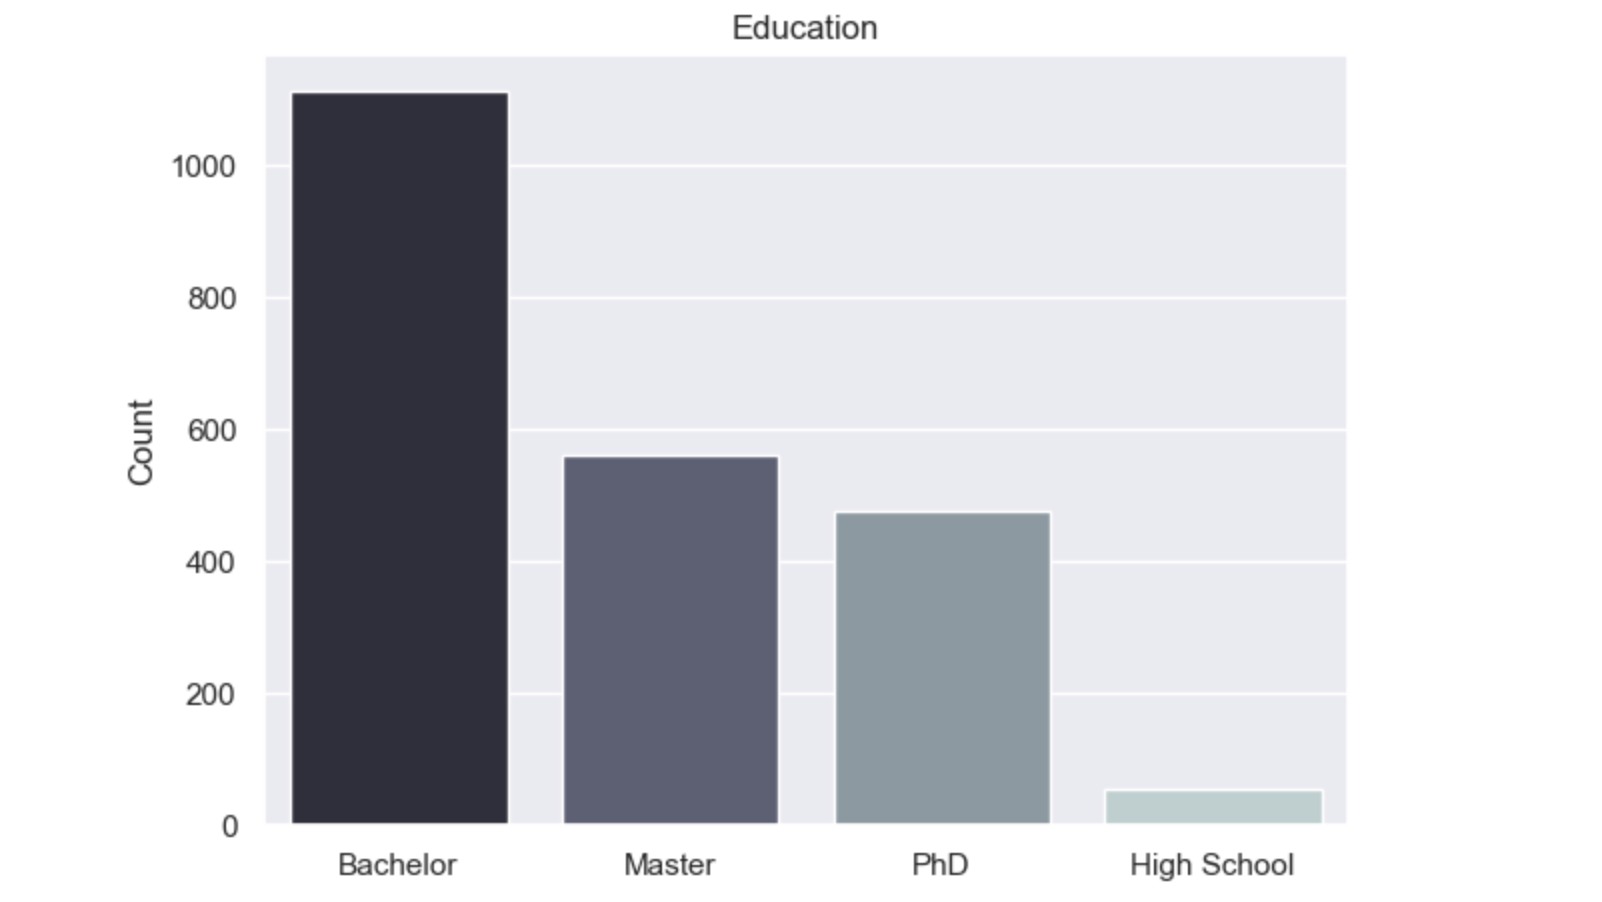 Education
Count
1000
800
600
400
200
0
Bachelor
Master
PhD
High School